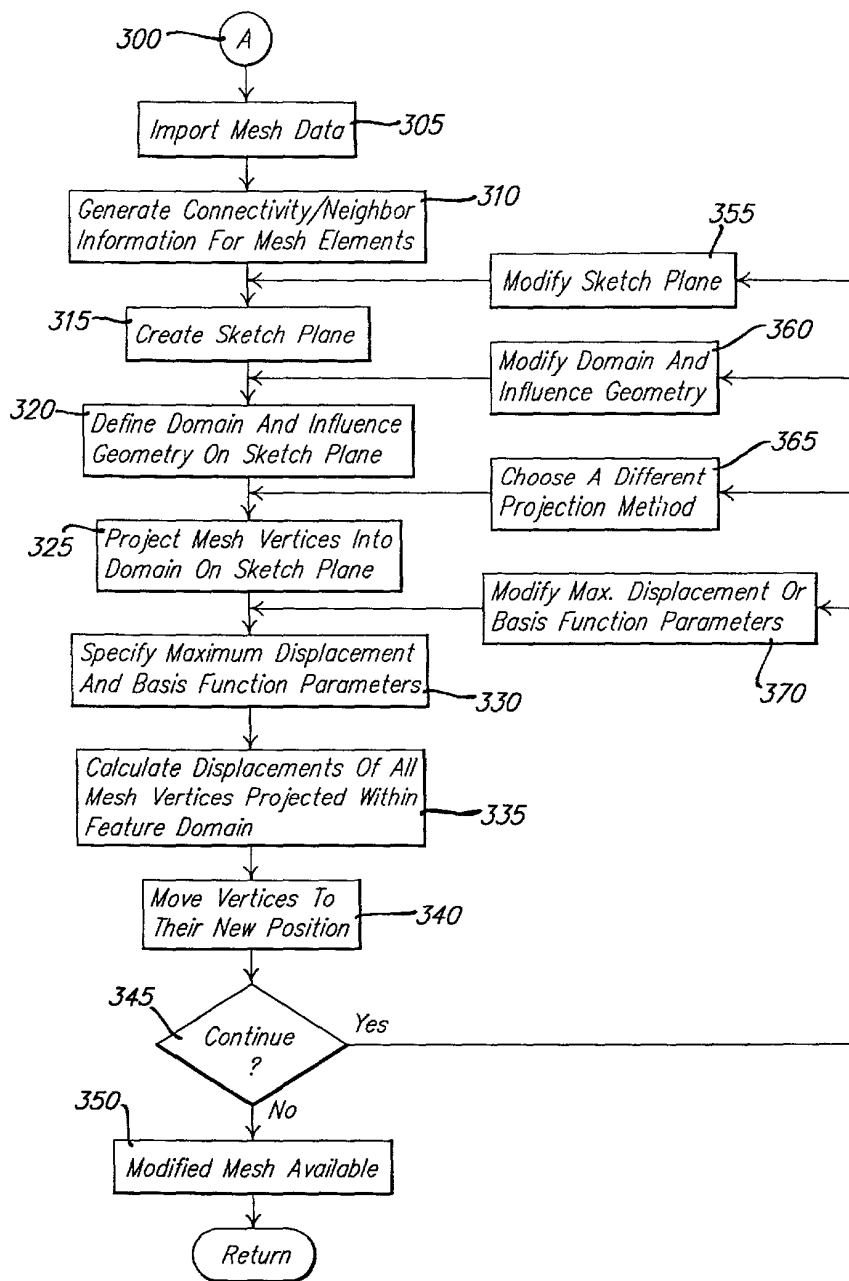 300
A
Import Mesh Data
305
Generate Connectivity/Neighbor
Information For Mesh Elements
310
355
Modify Sketch Plane
315
Create Sketch Plane
360
Modify Domain And
Influence Geometry
320
Define Domain And Influence
Geometry On Sketch Plane
365
Choose A Different
Projection Method
325
Project Mesh Vertices Into
Domain On Sketch Plane
Modify Max. Displacement Or
Basis Function Parameters
370
Specify Maximum Displacement
And Basis Function Parameters
330
Calculate Displacements Of All
Mesh Vertices Projected Within
Feature Domain
335
Move Vertices To
Their New Position
340
345
Continue
?
Yes
No
350
Modified Mesh Available
Return